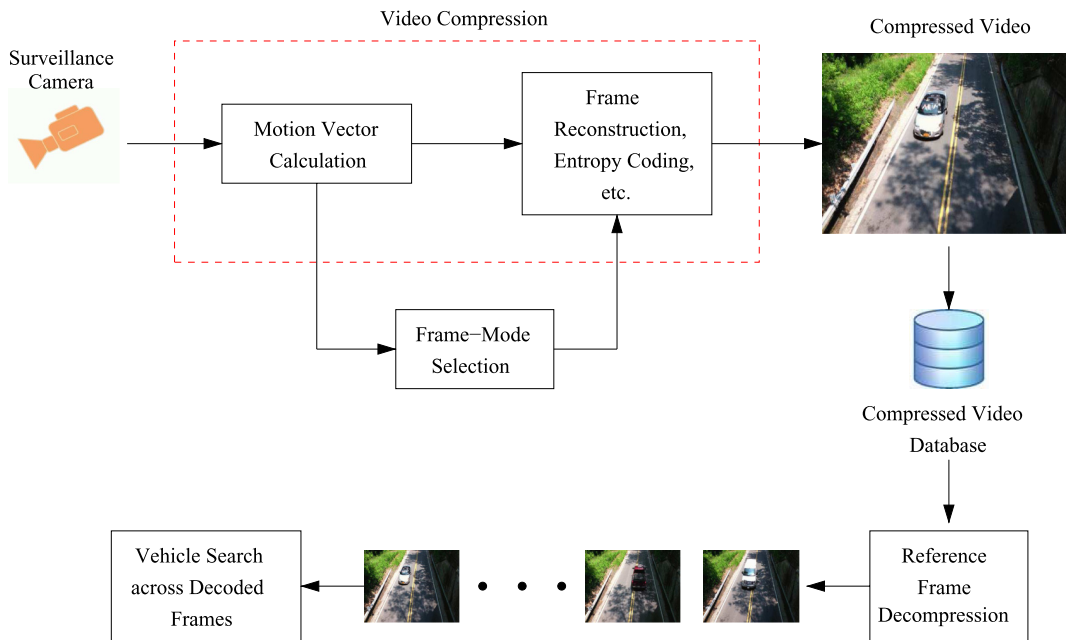 Video Compression
Compressed Video
Surveillance
Camera
Motion Vector
Calculation
Frame
Reconstruction,
Entropy Coding,
etc.
Frame−Mode
Selection
Compressed Video
Database
Vehicle Search
across Decoded
Frames
Reference
Frame
Decompression